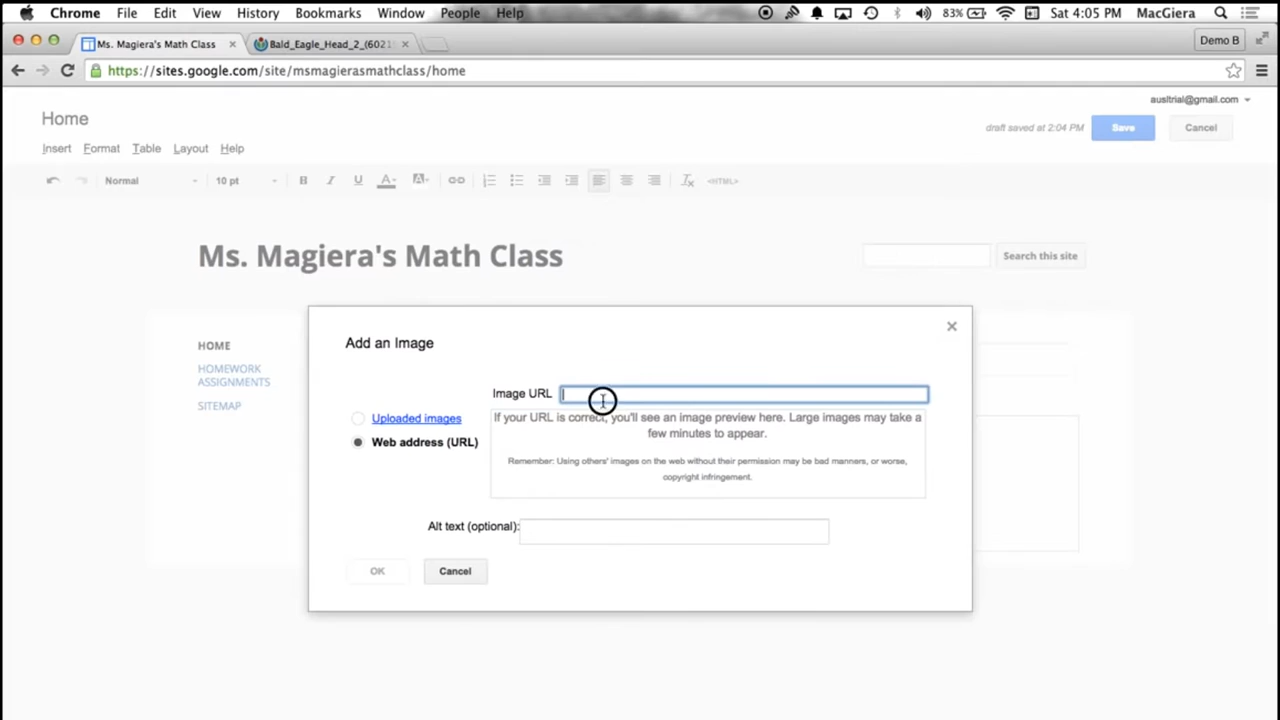 Chrome File Edit View History Bookmarks Window People Help 83% Sat 4:05 PM MacGiera
Ms. Magiera's Math Class Bald_Eagle_Head_2_(6021 Demo B
https://sites.google.com/site/msmagierasmathclass/home
ausltrial@gmail.com
Home
draft saved at 2:04 PM Save Cancel
Insert Format Table Layout Help
Normal 10 pt B I U A A <HTML>
Ms. Magiera's Math Class
Search this site
Add an Image
HOME
HOMEWORK
ASSIGNMENTS
SITEMAP
Image URL
Uploaded images
Web address (URL)
If your URL is correct, you'll see an image preview here. Large images may take a
few minutes to appear.
Remember: Using others' images on the web without their permission may be bad manners, or worse,
copyright infringement.
Alt text (optional):
OK Cancel